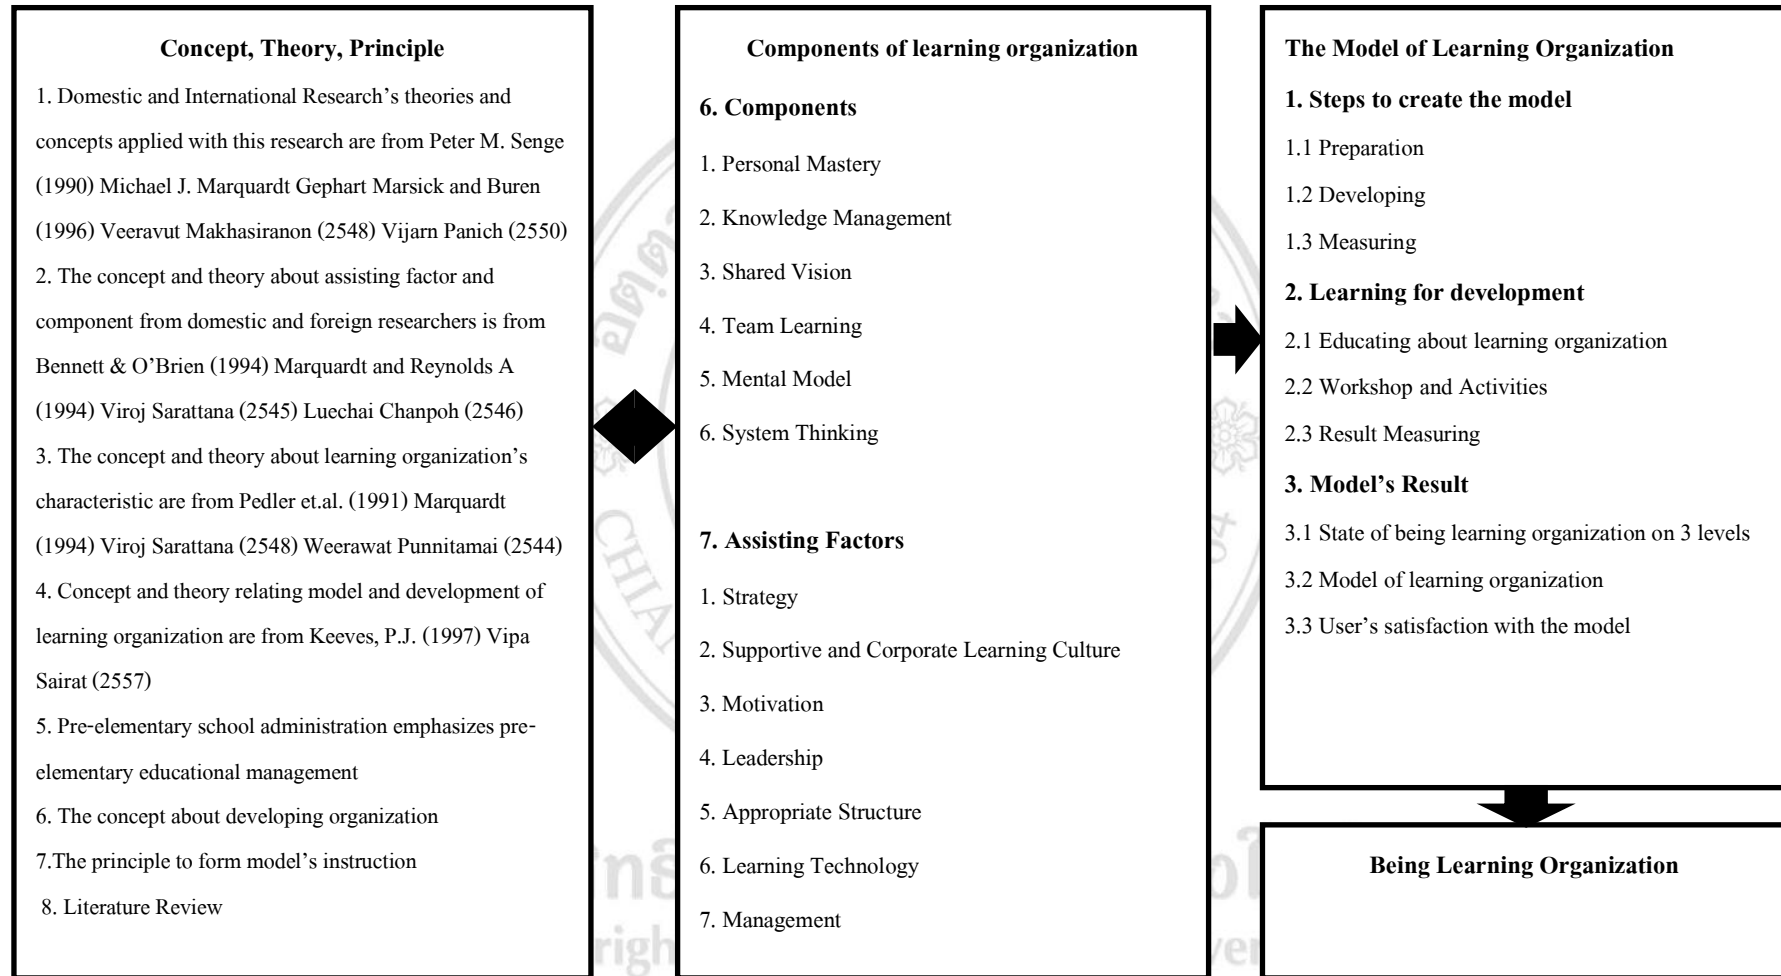 Concept, Theory, Principle
1. Domestic and International Research’s theories and
concepts applied with this research are from Peter M. Senge
(1990) Michael J. Marquardt Gephart Marsick and Buren
(1996) Veeravut Makhasiranon (2548) Vijarn Panich (2550)
2. The concept and theory about assisting factor and
component from domestic and foreign researchers is from
Bennett & O’Brien (1994) Marquardt and Reynolds A
(1994) Viroj Sarattana (2545) Luechai Chanpoh (2546)
3. The concept and theory about learning organization’s
characteristic are from Pedler et.al. (1991) Marquardt
(1994) Viroj Sarattana (2548) Weerawat Punnitamai (2544)
4. Concept and theory relating model and development of
learning organization are from Keeves, P.J. (1997) Vipa
Sairat (2557)
5. Pre-elementary school administration emphasizes pre-
elementary educational management
6. The concept about developing organization
7.The principle to form model’s instruction
8. Literature Review
Components of learning organization
6. Components
1. Personal Mastery
2. Knowledge Management
3. Shared Vision
4. Team Learning
5. Mental Model
6. System Thinking
7. Assisting Factors
1. Strategy
2. Supportive and Corporate Learning Culture
3. Motivation
4. Leadership
5. Appropriate Structure
6. Learning Technology
7. Management
The Model of Learning Organization
1. Steps to create the model
1.1 Preparation
1.2 Developing
1.3 Measuring
2. Learning for development
2.1 Educating about learning organization
2.2 Workshop and Activities
2.3 Result Measuring
3. Model’s Result
3.1 State of being learning organization on 3 levels
3.2 Model of learning organization
3.3 User’s satisfaction with the model
Being Learning Organization
CHIA